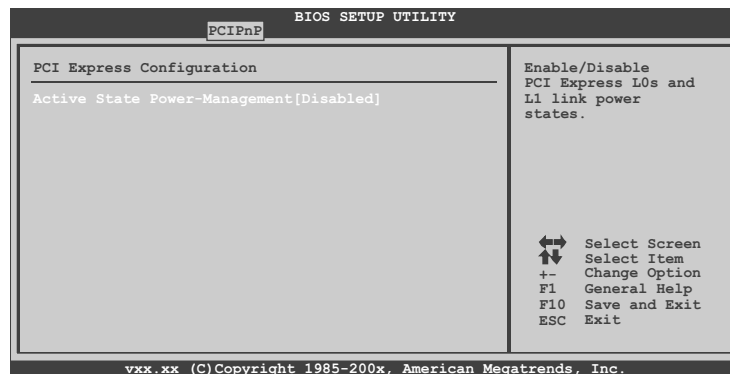 BIOS SETUP UTILITY
PCIPnP
PCI Express Configuration
Active State Power-Management[Disabled]
Enable/Disable
PCI Express L0s and
L1 link power
states.
Select Screen
Select Item
+- Change Option
F1 General Help
F10 Save and Exit
ESC Exit
vxx.xx (C)Copyright 1985-200x, American Megatrends, Inc.